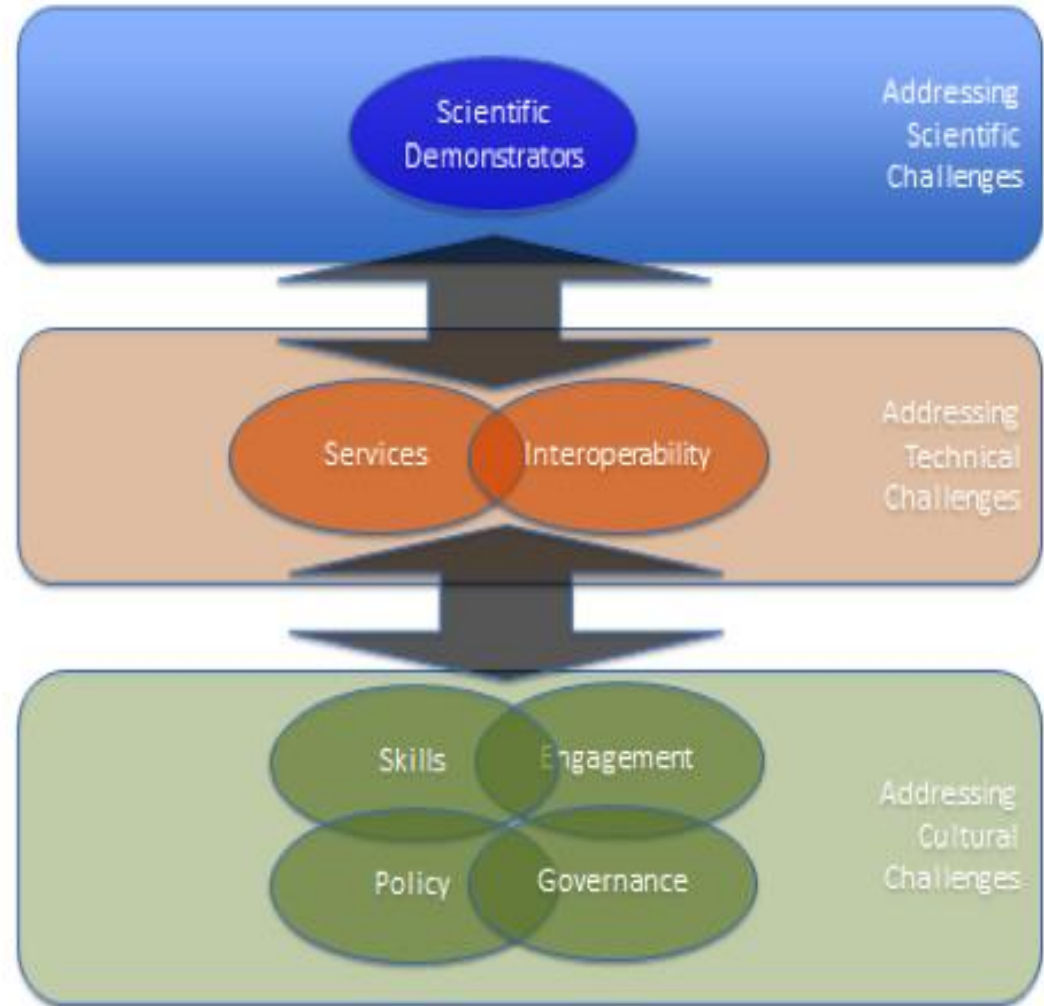 Scientific
Demonstrators
Addressing
Scientific
Challenges
Services
Interoperability
Addressing
Technical
Challenges
Skills
Engagement
Policy
Governance
Addressing
Cultural
Challenges